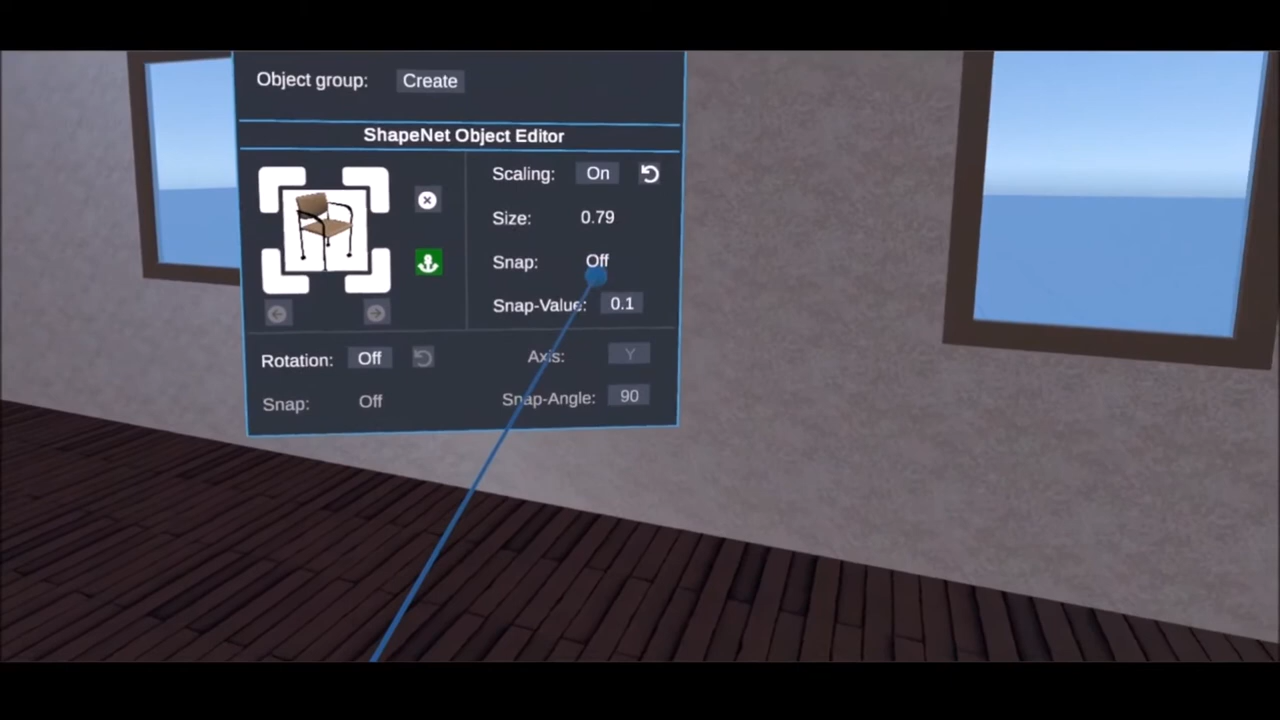 Object group: Create
ShapeNet Object Editor
Scaling: On
Size: 0.79
Snap: Off
Snap-Value: 0.1
Rotation: Off Axis: Y
Snap: Off Snap-Angle: 90